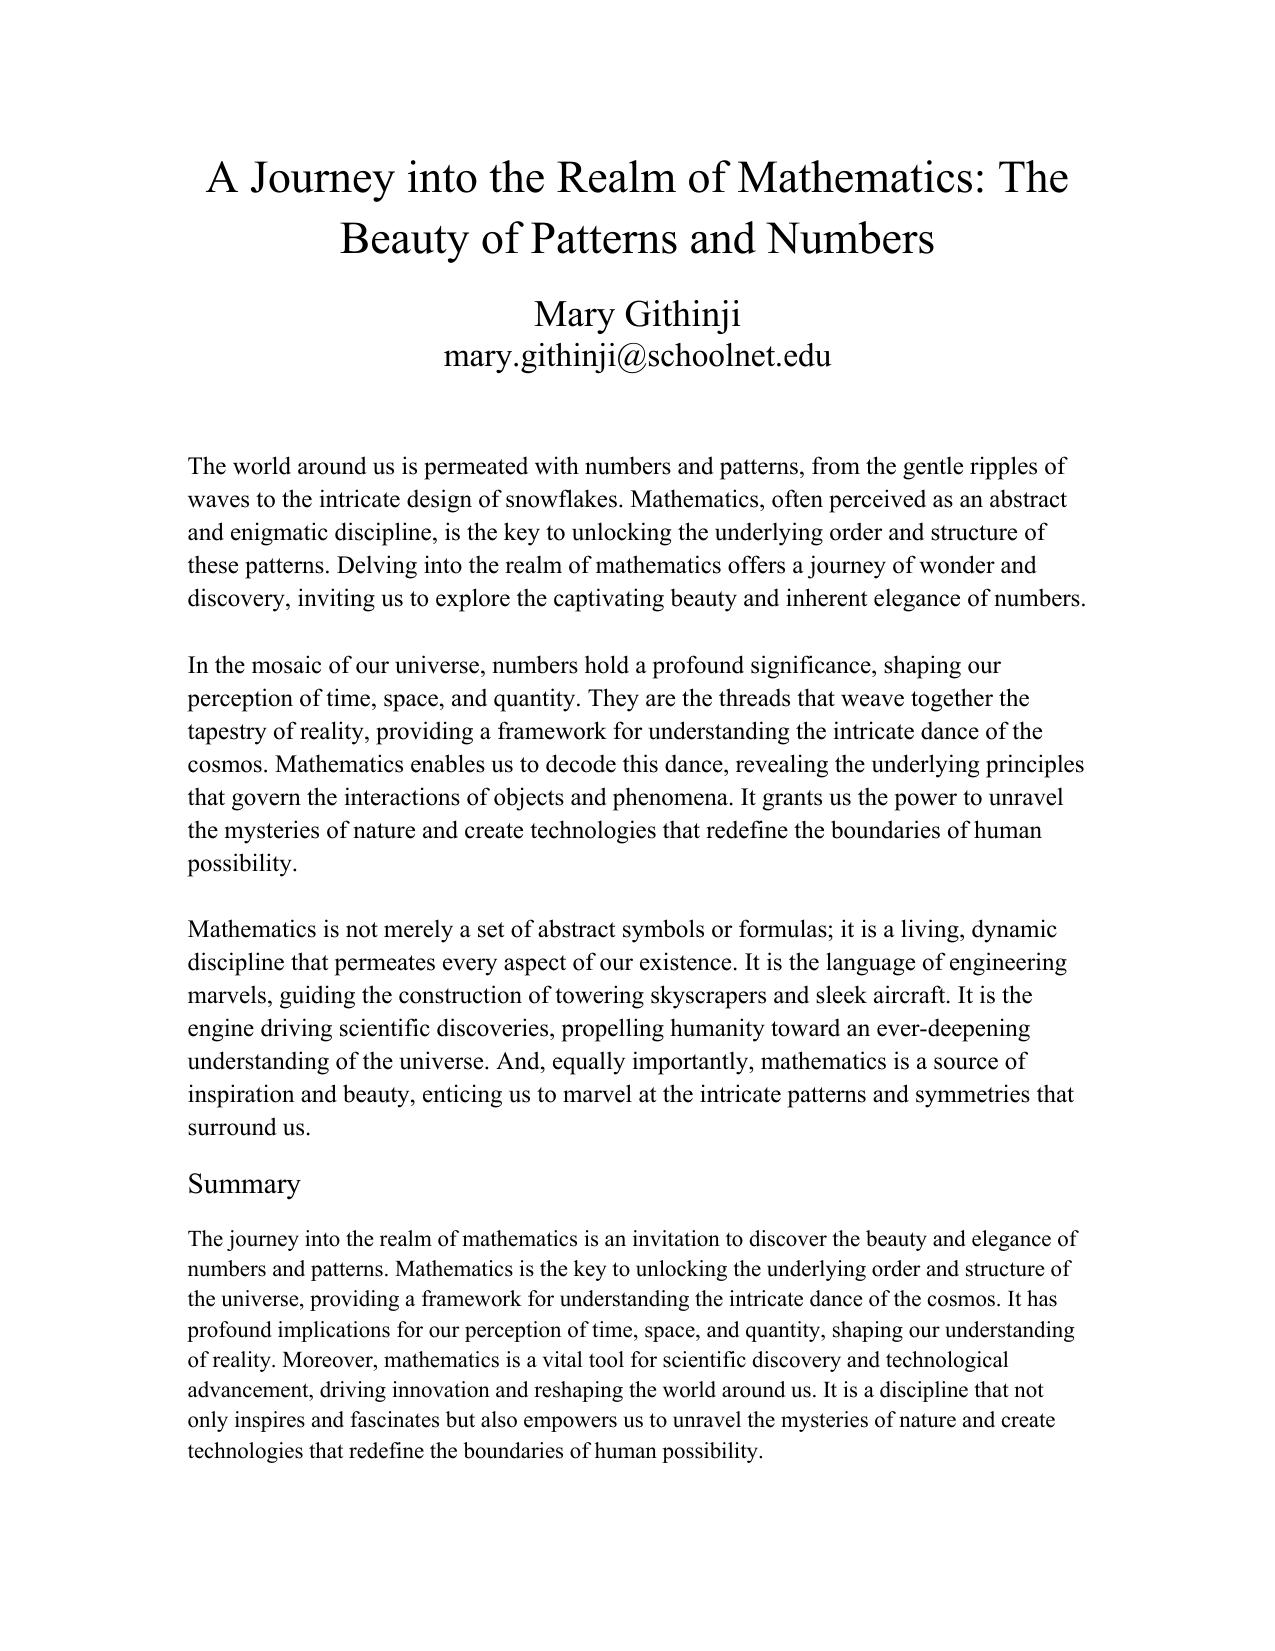 A Journey into the Realm of Mathematics: The
Beauty of Patterns and Numbers
Mary Githinji
mary.githinji@schoolnet.edu
The world around us is permeated with numbers and patterns, from the gentle ripples of
waves to the intricate design of snowflakes. Mathematics, often perceived as an abstract
and enigmatic discipline, is the key to unlocking the underlying order and structure of
these patterns. Delving into the realm of mathematics offers a journey of wonder and
discovery, inviting us to explore the captivating beauty and inherent elegance of numbers.
In the mosaic of our universe, numbers hold a profound significance, shaping our
perception of time, space, and quantity. They are the threads that weave together the
tapestry of reality, providing a framework for understanding the intricate dance of the
cosmos. Mathematics enables us to decode this dance, revealing the underlying principles
that govern the interactions of objects and phenomena. It grants us the power to unravel
the mysteries of nature and create technologies that redefine the boundaries of human
possibility.
Mathematics is not merely a set of abstract symbols or formulas; it is a living, dynamic
discipline that permeates every aspect of our existence. It is the language of engineering
marvels, guiding the construction of towering skyscrapers and sleek aircraft. It is the
engine driving scientific discoveries, propelling humanity toward an ever-deepening
understanding of the universe. And, equally importantly, mathematics is a source of
inspiration and beauty, enticing us to marvel at the intricate patterns and symmetries that
surround us.
Summary
The journey into the realm of mathematics is an invitation to discover the beauty and elegance of
numbers and patterns. Mathematics is the key to unlocking the underlying order and structure of
the universe, providing a framework for understanding the intricate dance of the cosmos. It has
profound implications for our perception of time, space, and quantity, shaping our understanding
of reality. Moreover, mathematics is a vital tool for scientific discovery and technological
advancement, driving innovation and reshaping the world around us. It is a discipline that not
only inspires and fascinates but also empowers us to unravel the mysteries of nature and create
technologies that redefine the boundaries of human possibility.